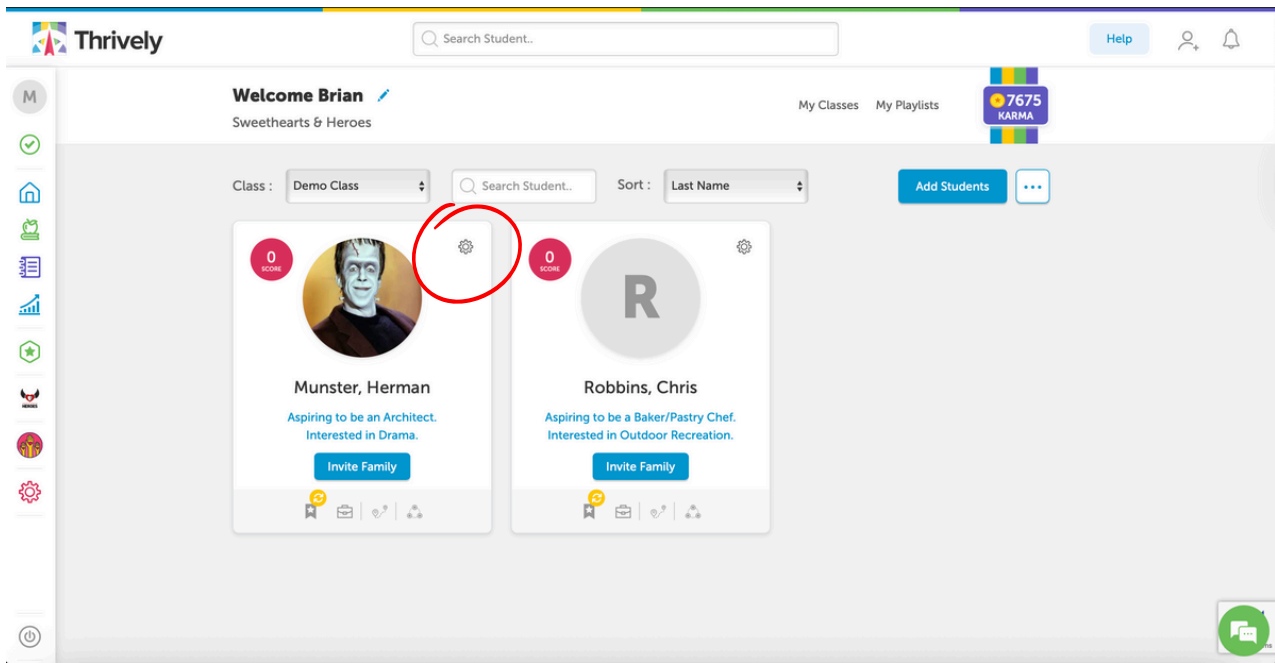 Thrively
Search Student..
Help
M
Welcome Brian
Sweethearts & Heroes
My Classes
My Playlists
7675
KARMA
Class :
Demo Class
Search Student..
Sort :
Last Name
Add Students
0
SCORE
Munster, Herman
Aspiring to be an Architect.
Interested in Drama.
Invite Family
0
SCORE
R
Robbins, Chris
Aspiring to be a Baker/Pastry Chef.
Interested in Outdoor Recreation.
Invite Family
HEROES